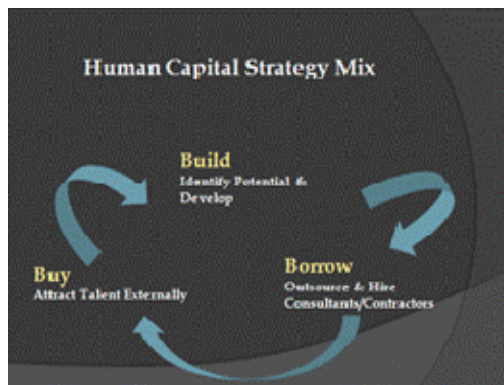 Human Capital Strategy Mix
Build
Identify Potential &
Develop
Borrow
Outsource & Hire
Consultants/Contractors
Buy
Attract Talent Externally